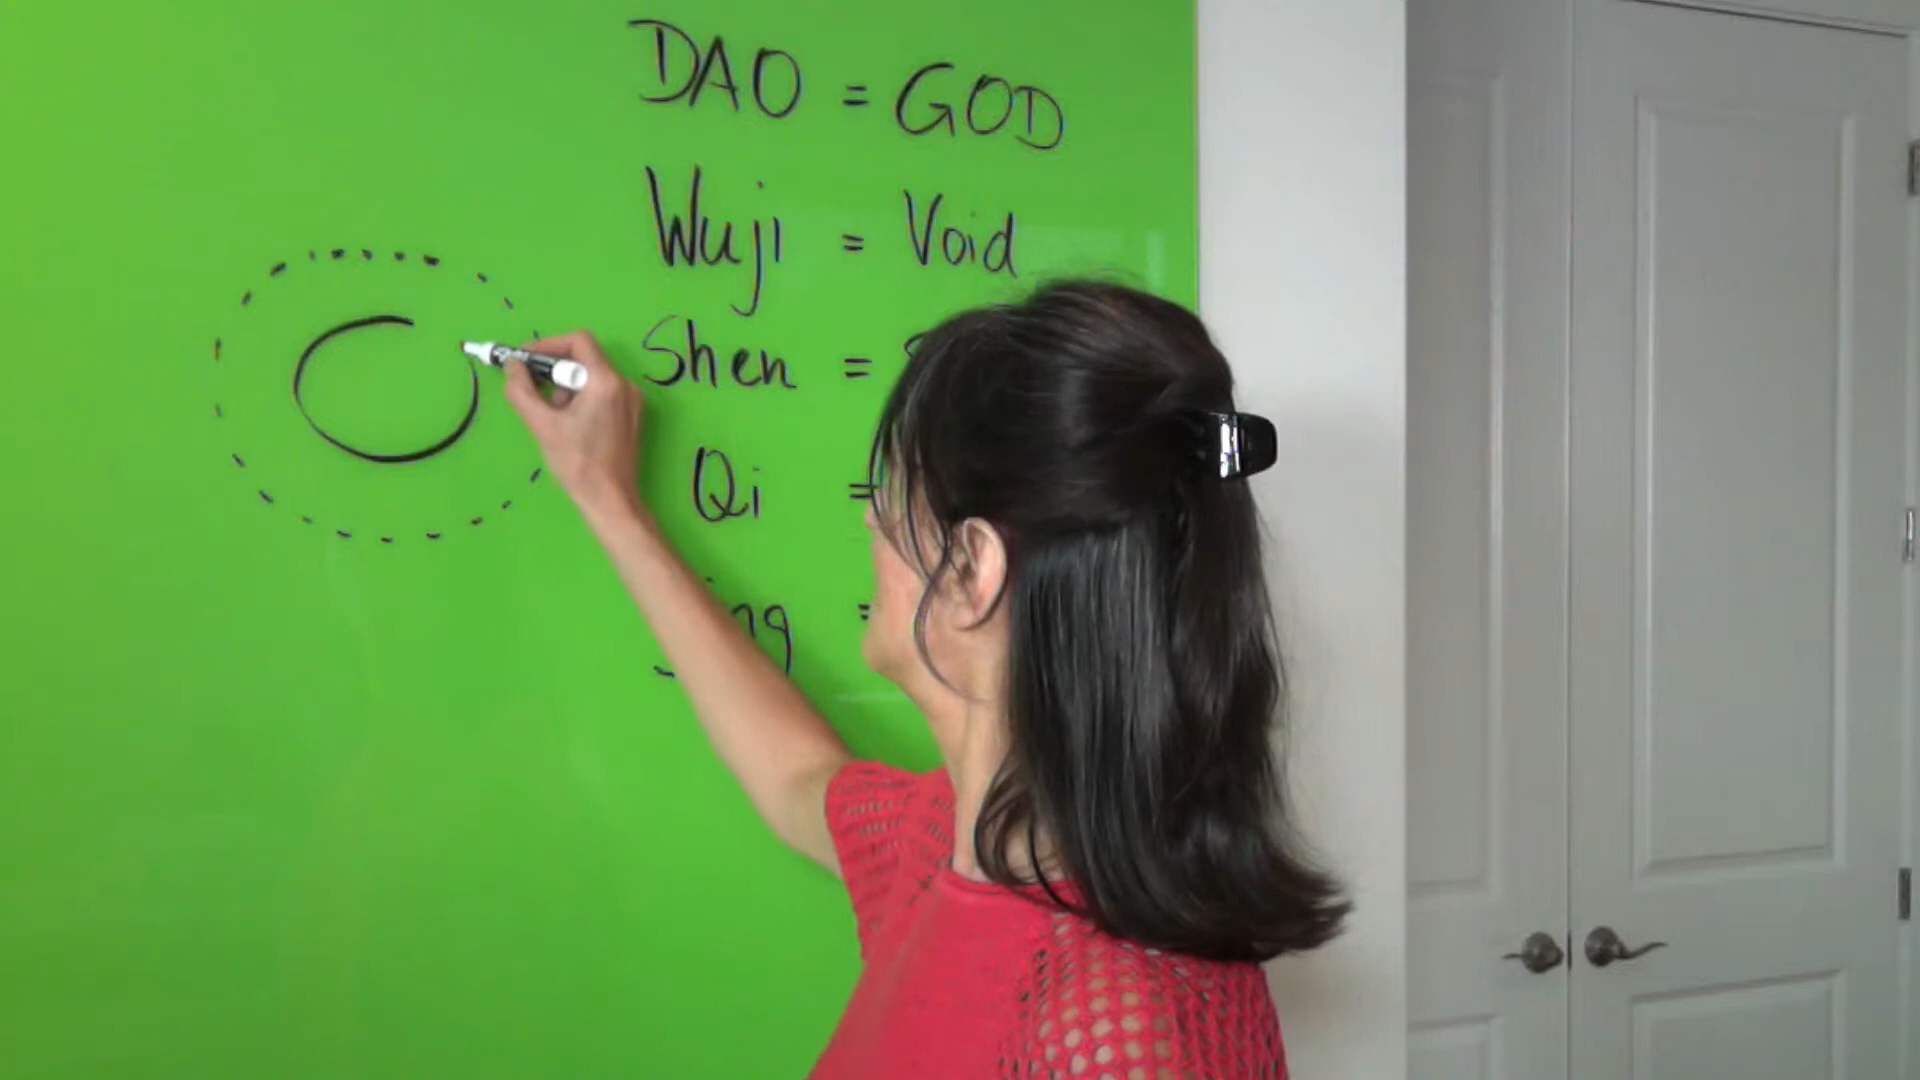 DAO = GOD
Wuji = Void
Shen =
Qi =
=